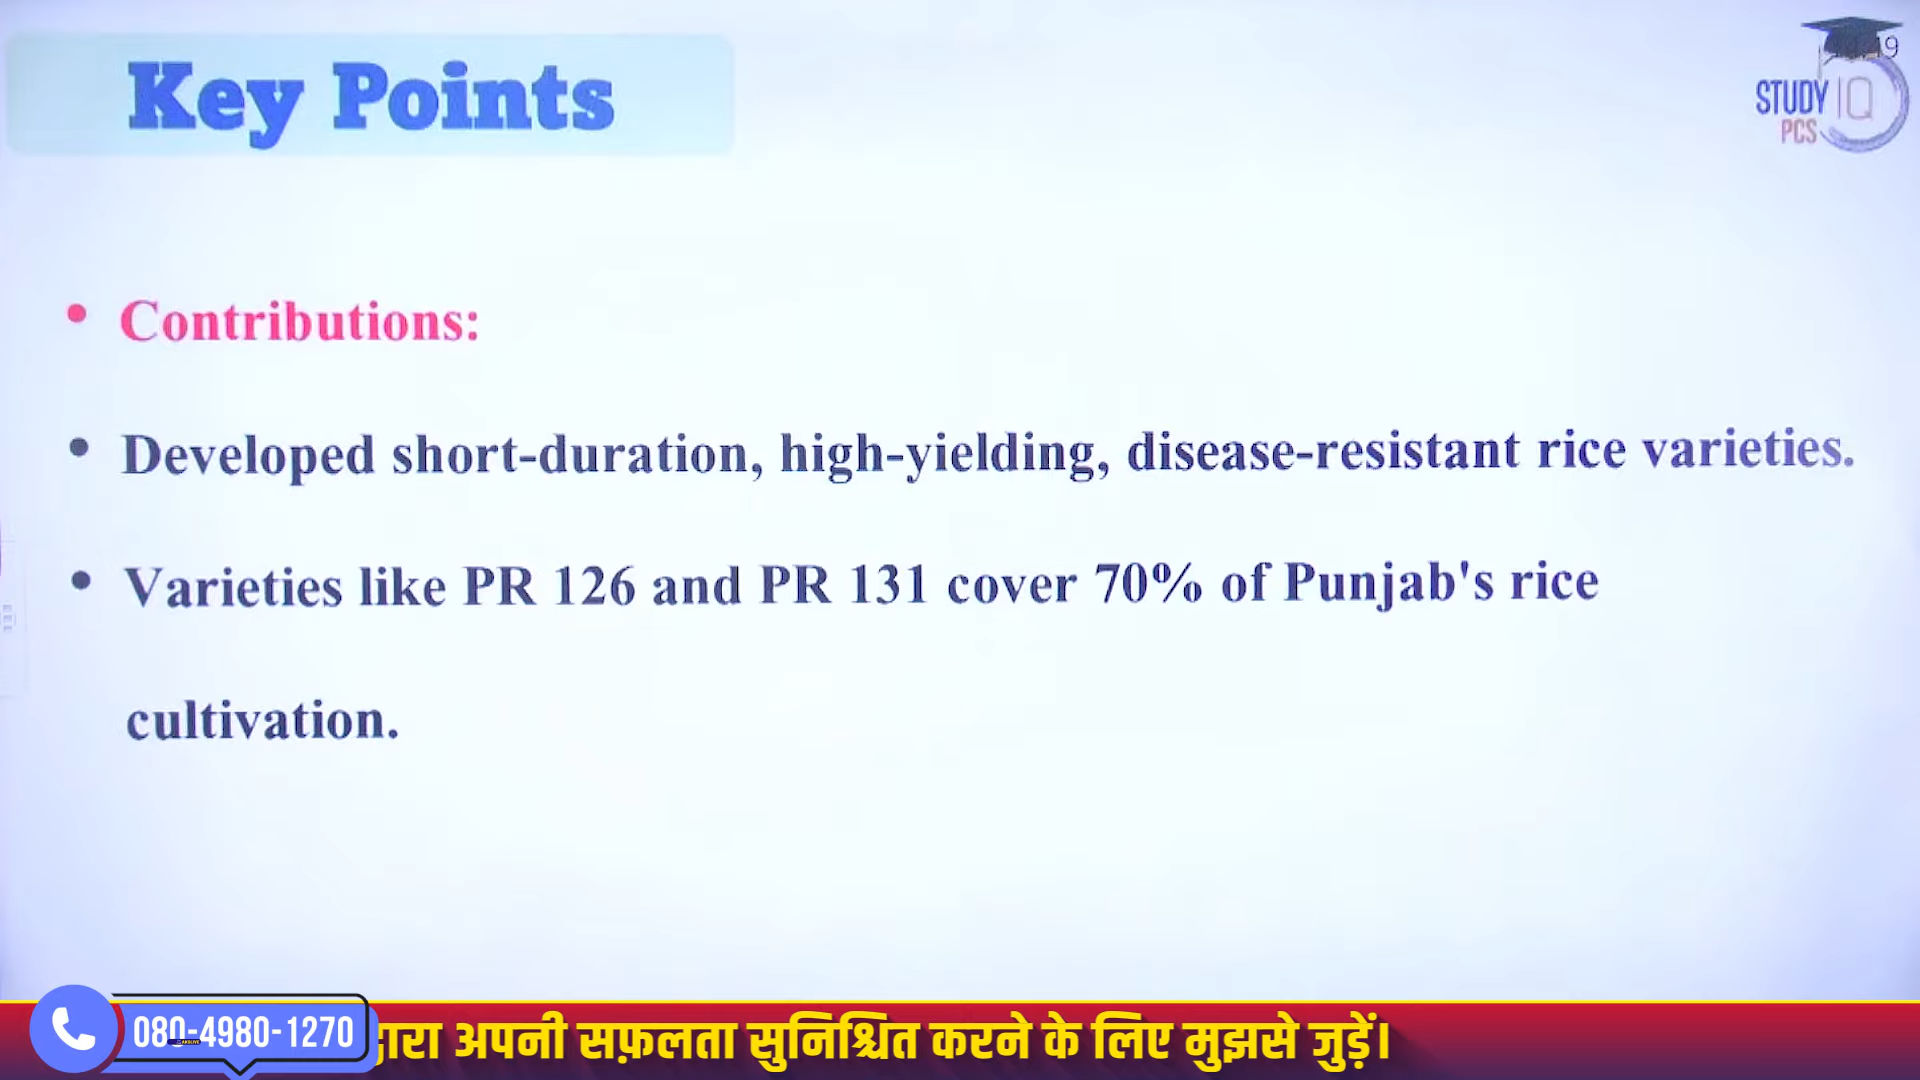 Key Points
STUDY IQ
PCS
• Contributions:
• Developed short-duration, high-yielding, disease-resistant rice varieties.
• Varieties like PR 126 and PR 131 cover 70% of Punjab's rice
cultivation.
080-4980-1270
अपनी सफ़लता सुनिश्चित करने के लिए मुझसे जुड़ें।